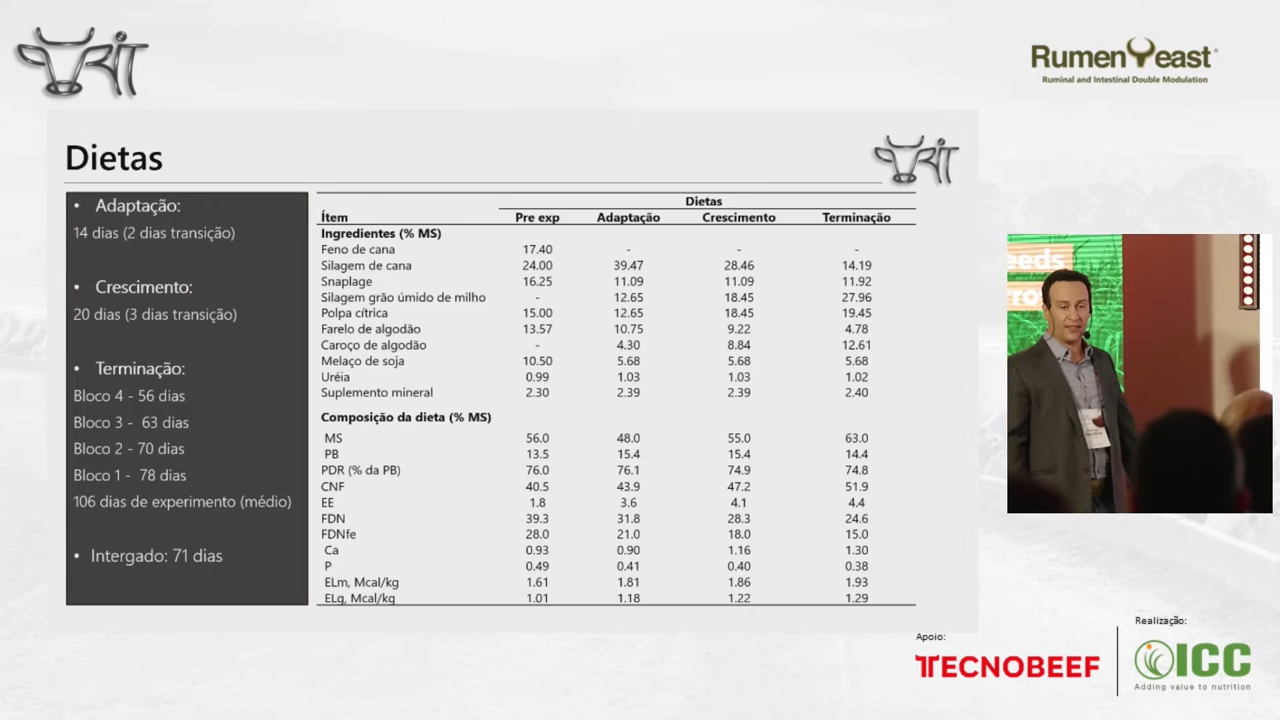 RumenYeast
Ruminal and Intestinal Double Modulation
Dietas
• Adaptação:
14 dias (2 dias transição)
• Crescimento:
20 dias (3 dias transição)
• Terminação:
Bloco 4 - 56 dias
Bloco 3 - 63 dias
Bloco 2 - 70 dias
Bloco 1 - 78 dias
106 dias de experimento (médio)
• Intergado: 71 dias
Dietas
Ítem Pre exp Adaptação Crescimento Terminação
Ingredientes (% MS)
Feno de cana 17.40 - - -
Silagem de cana 24.00 39.47 28.46 14.19
Snaplage 16.25 11.09 11.09 11.92
Silagem grão úmido de milho - 12.65 18.45 27.96
Polpa cítrica 15.00 12.65 18.45 19.45
Farelo de algodão 13.57 10.75 9.22 4.78
Caroço de algodão - 4.30 8.84 12.61
Melaço de soja 10.50 5.68 5.68 5.68
Uréia 0.99 1.03 1.03 1.02
Suplemento mineral 2.30 2.39 2.39 2.40
Composição da dieta (% MS)
MS 56.0 48.0 55.0 63.0
PB 13.5 15.4 15.4 14.4
PDR (% da PB) 76.0 76.1 74.9 74.8
CNF 40.5 43.9 47.2 51.9
EE 1.8 3.6 4.1 4.4
FDN 39.3 31.8 28.3 24.6
FDNfe 28.0 21.0 18.0 15.0
Ca 0.93 0.90 1.16 1.30
P 0.49 0.41 0.40 0.38
ELm, Mcal/kg 1.61 1.81 1.86 1.93
ELg, Mcal/kg 1.01 1.18 1.22 1.29
Apoio:
TECNOBEEF
Realização:
ICC
Adding value to nutrition